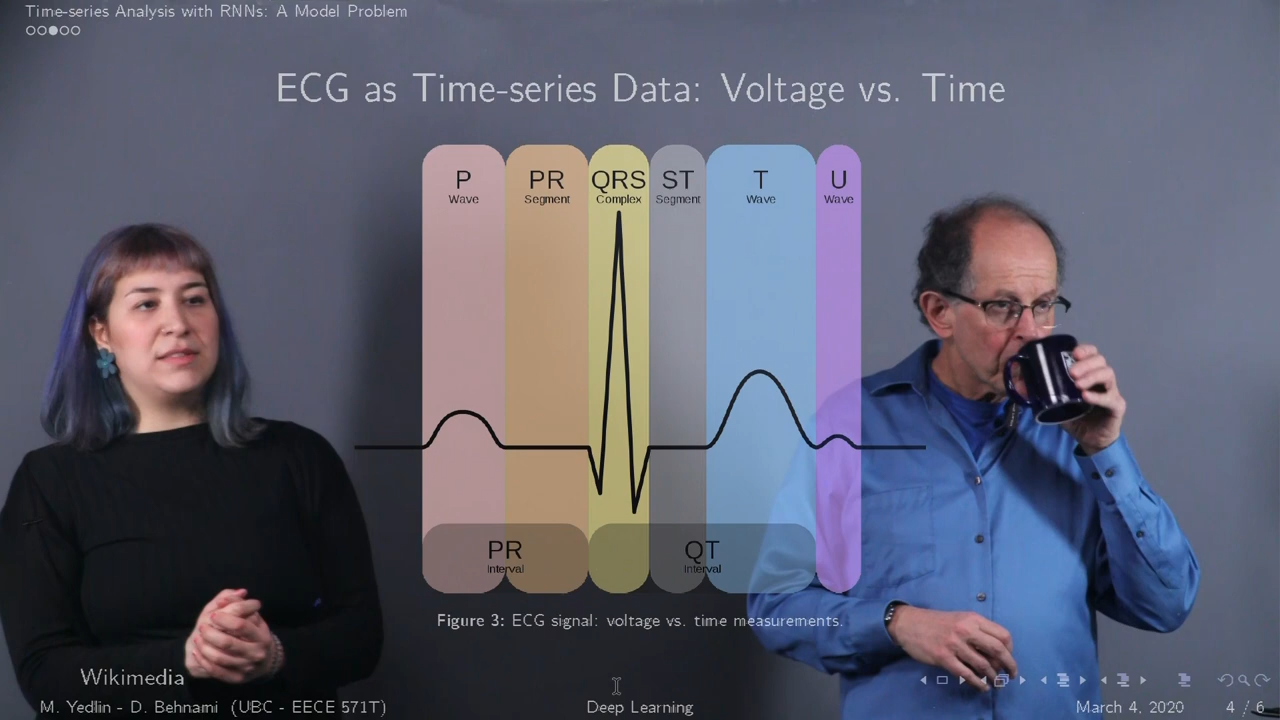 Time-series Analysis with RNNs: A Model Problem
ECG as Time-series Data: Voltage vs. Time
P PR QRS ST T U
Wave Segment Complex Segment Wave Wave
PR QT
Interval Interval
Figure 3: ECG signal: voltage vs. time measurements.
Wikimedia
M. Yedlin - D. Behnami (UBC - EECE 571T) Deep Learning March 4, 2020 4 / 6